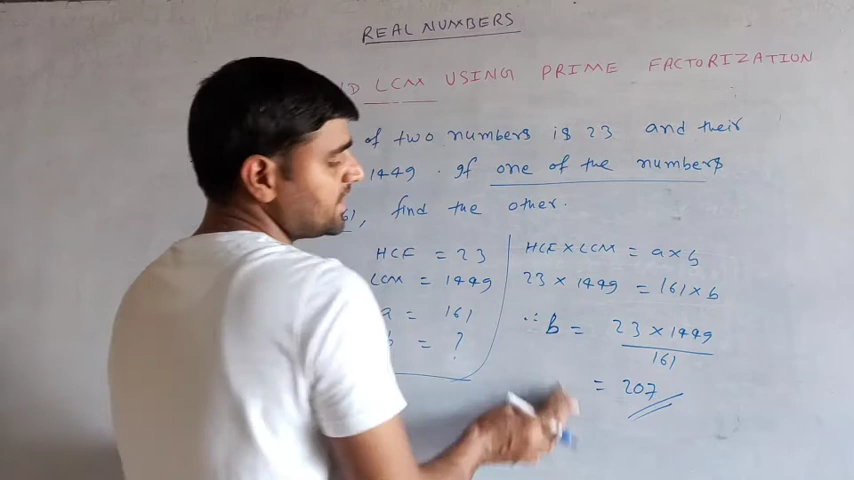 REAL NUMBERS
LCM USING PRIME FACTORIZATION
of two numbers is 23 and their
1449. If one of the numbers
, find the other.
HCF = 23
LCM = 1449
a = 161
= ?
HCF x LCM = a x b
23 x 1449 = 161 x b
∴ b = 23 x 1449
161
= 207